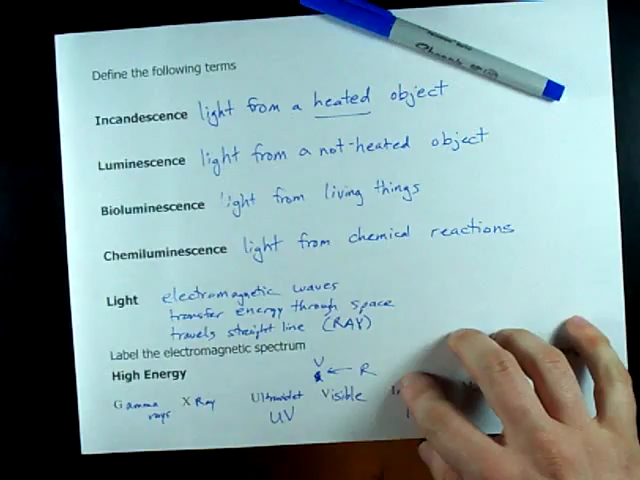 Define the following terms
Incandescence light from a heated object
Luminescence light from a not-heated object
Bioluminescence light from living things
Chemiluminescence light from chemical reactions
Light electromagnetic waves
transfer energy through space
travels straight line (RAY)
Label the electromagnetic spectrum
High Energy
V ← R
Gamma rays X Ray Ultraviolet Visible
UV